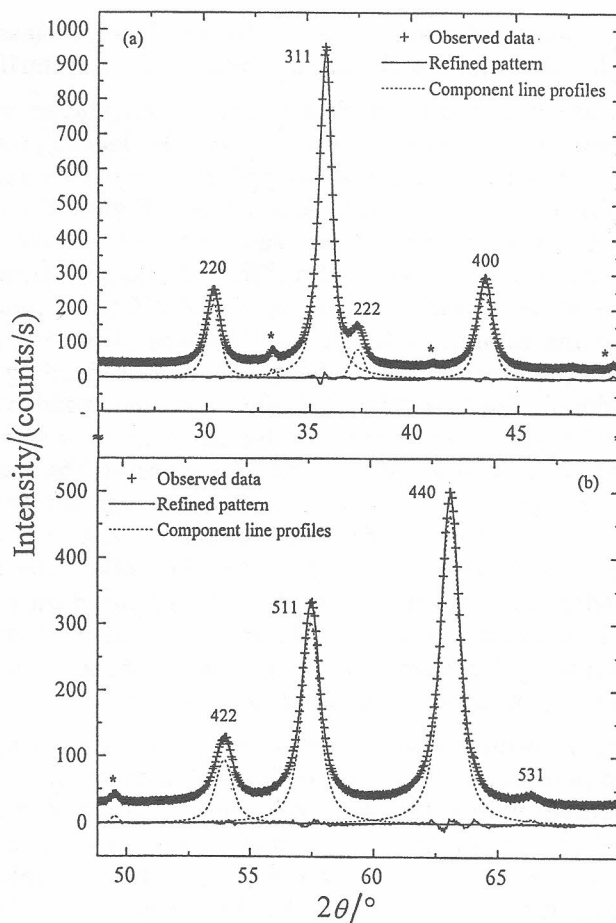 1000
900
800
700
600
500
400
300
200
100
0
(a)
311
+ Observed data
Refined pattern
Component line profiles
220
*
222
*
400
*
30 35 40 45
≈
Intensity/(counts/s)
500
400
300
200
100
0
+ Observed data
Refined pattern
Component line profiles
440
(b)
511
422
*
531
50 55 60 65
2θ/°